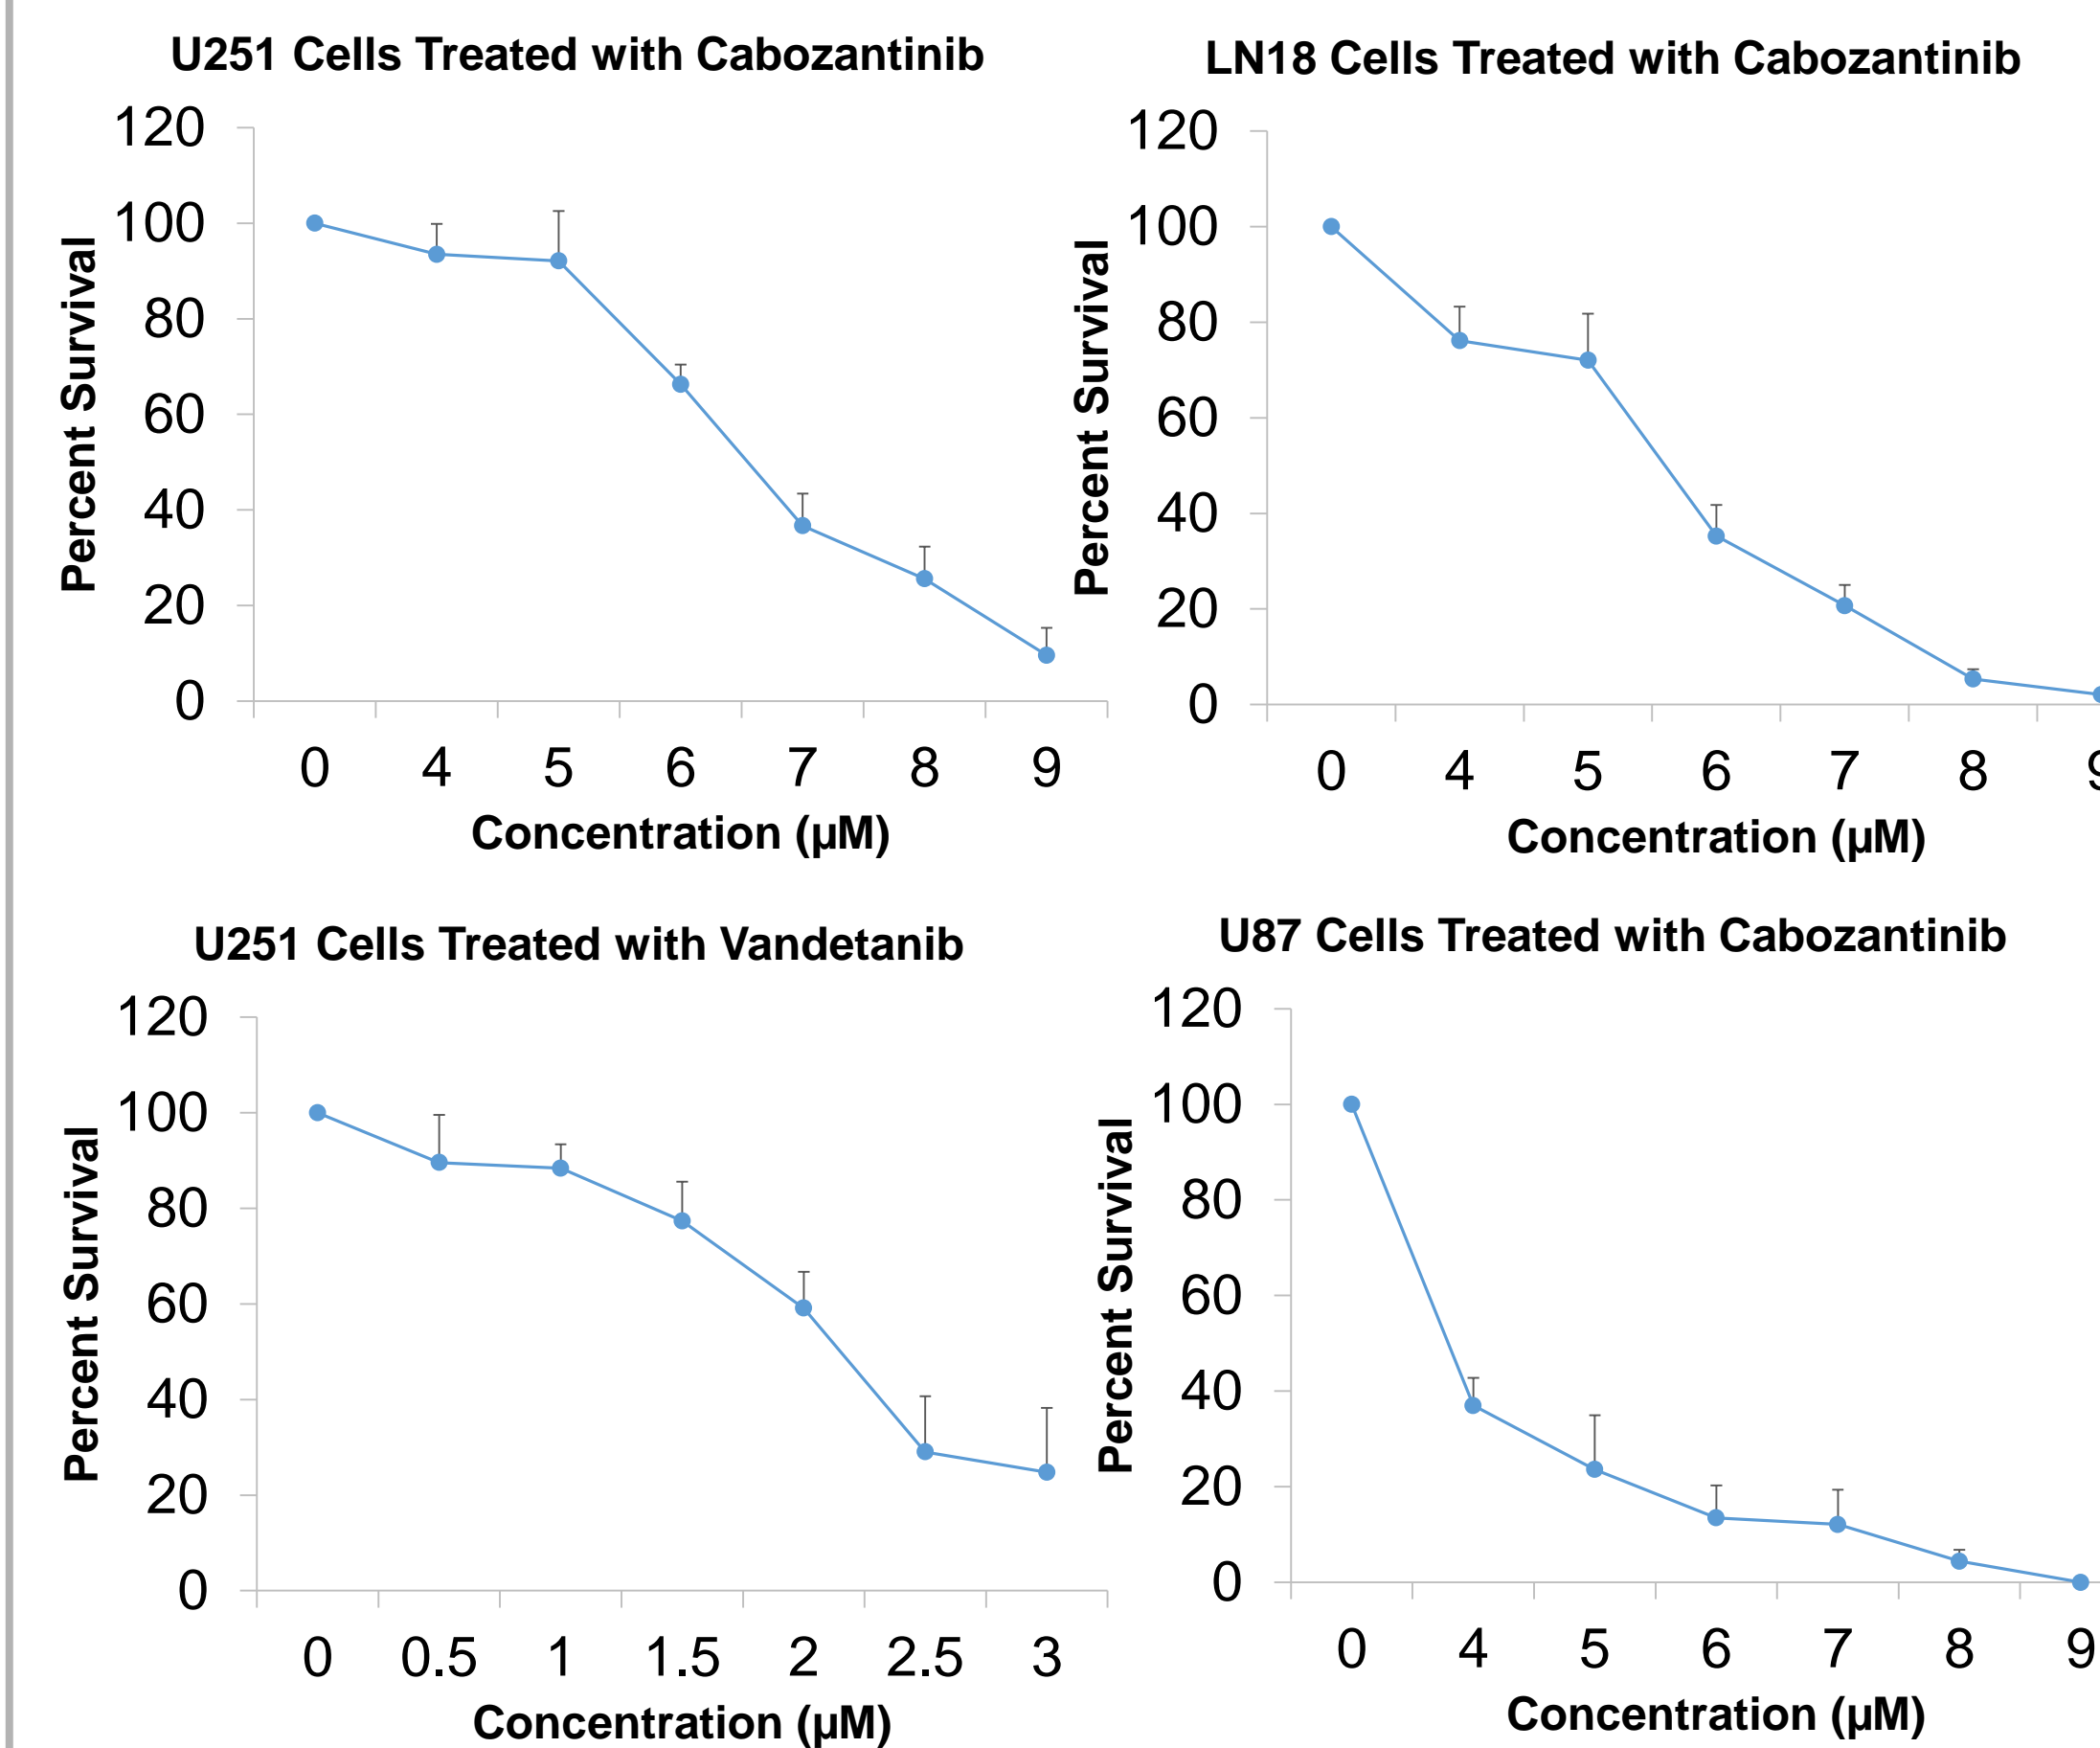 U251 Cells Treated with Cabozantinib
120
100
80
60
40
20
0
Percent Survival
0 4 5 6 7 8 9
Concentration (µM)
LN18 Cells Treated with Cabozantinib
120
100
80
60
40
20
0
Percent Survival
0 4 5 6 7 8 9
Concentration (µM)
U251 Cells Treated with Vandetanib
120
100
80
60
40
20
0
Percent Survival
0 0.5 1 1.5 2 2.5 3
Concentration (µM)
U87 Cells Treated with Cabozantinib
120
100
80
60
40
20
0
Percent Survival
0 4 5 6 7 8 9
Concentration (µM)